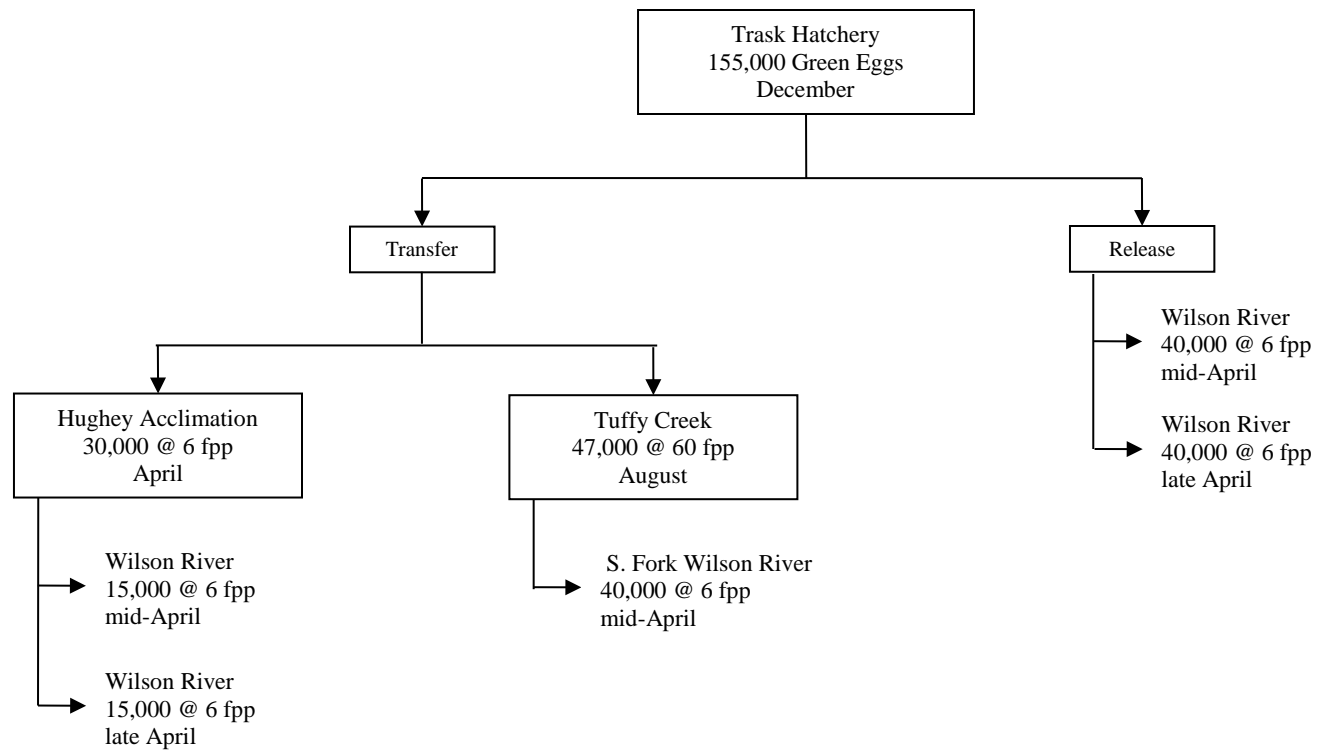 Trask Hatchery
155,000 Green Eggs
December
Transfer
Release
Hughey Acclimation
30,000 @ 6 fpp
April
Wilson River
15,000 @ 6 fpp
mid-April
Wilson River
15,000 @ 6 fpp
late April
Tuffy Creek
47,000 @ 60 fpp
August
S. Fork Wilson River
40,000 @ 6 fpp
mid-April
Wilson River
40,000 @ 6 fpp
mid-April
Wilson River
40,000 @ 6 fpp
late April